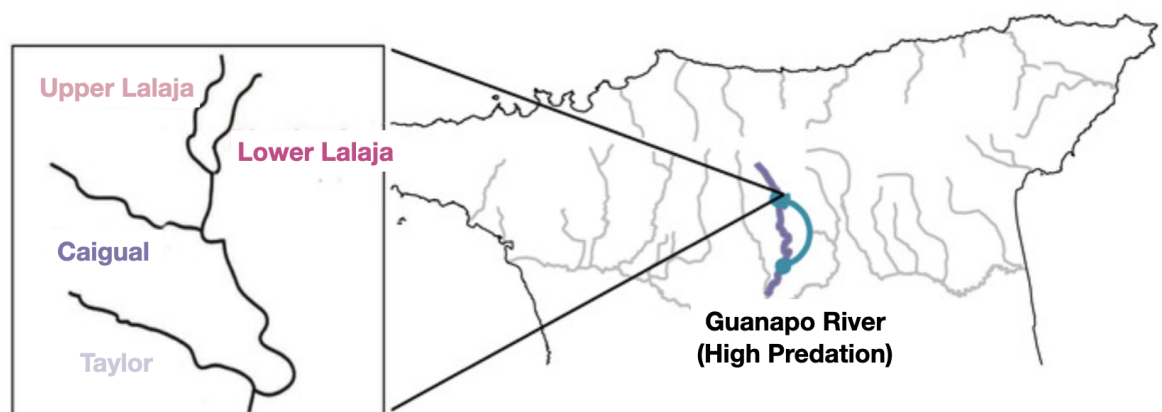 Upper Lalaja
Lower Lalaja
Caigual
Taylor
Guanapo River
(High Predation)